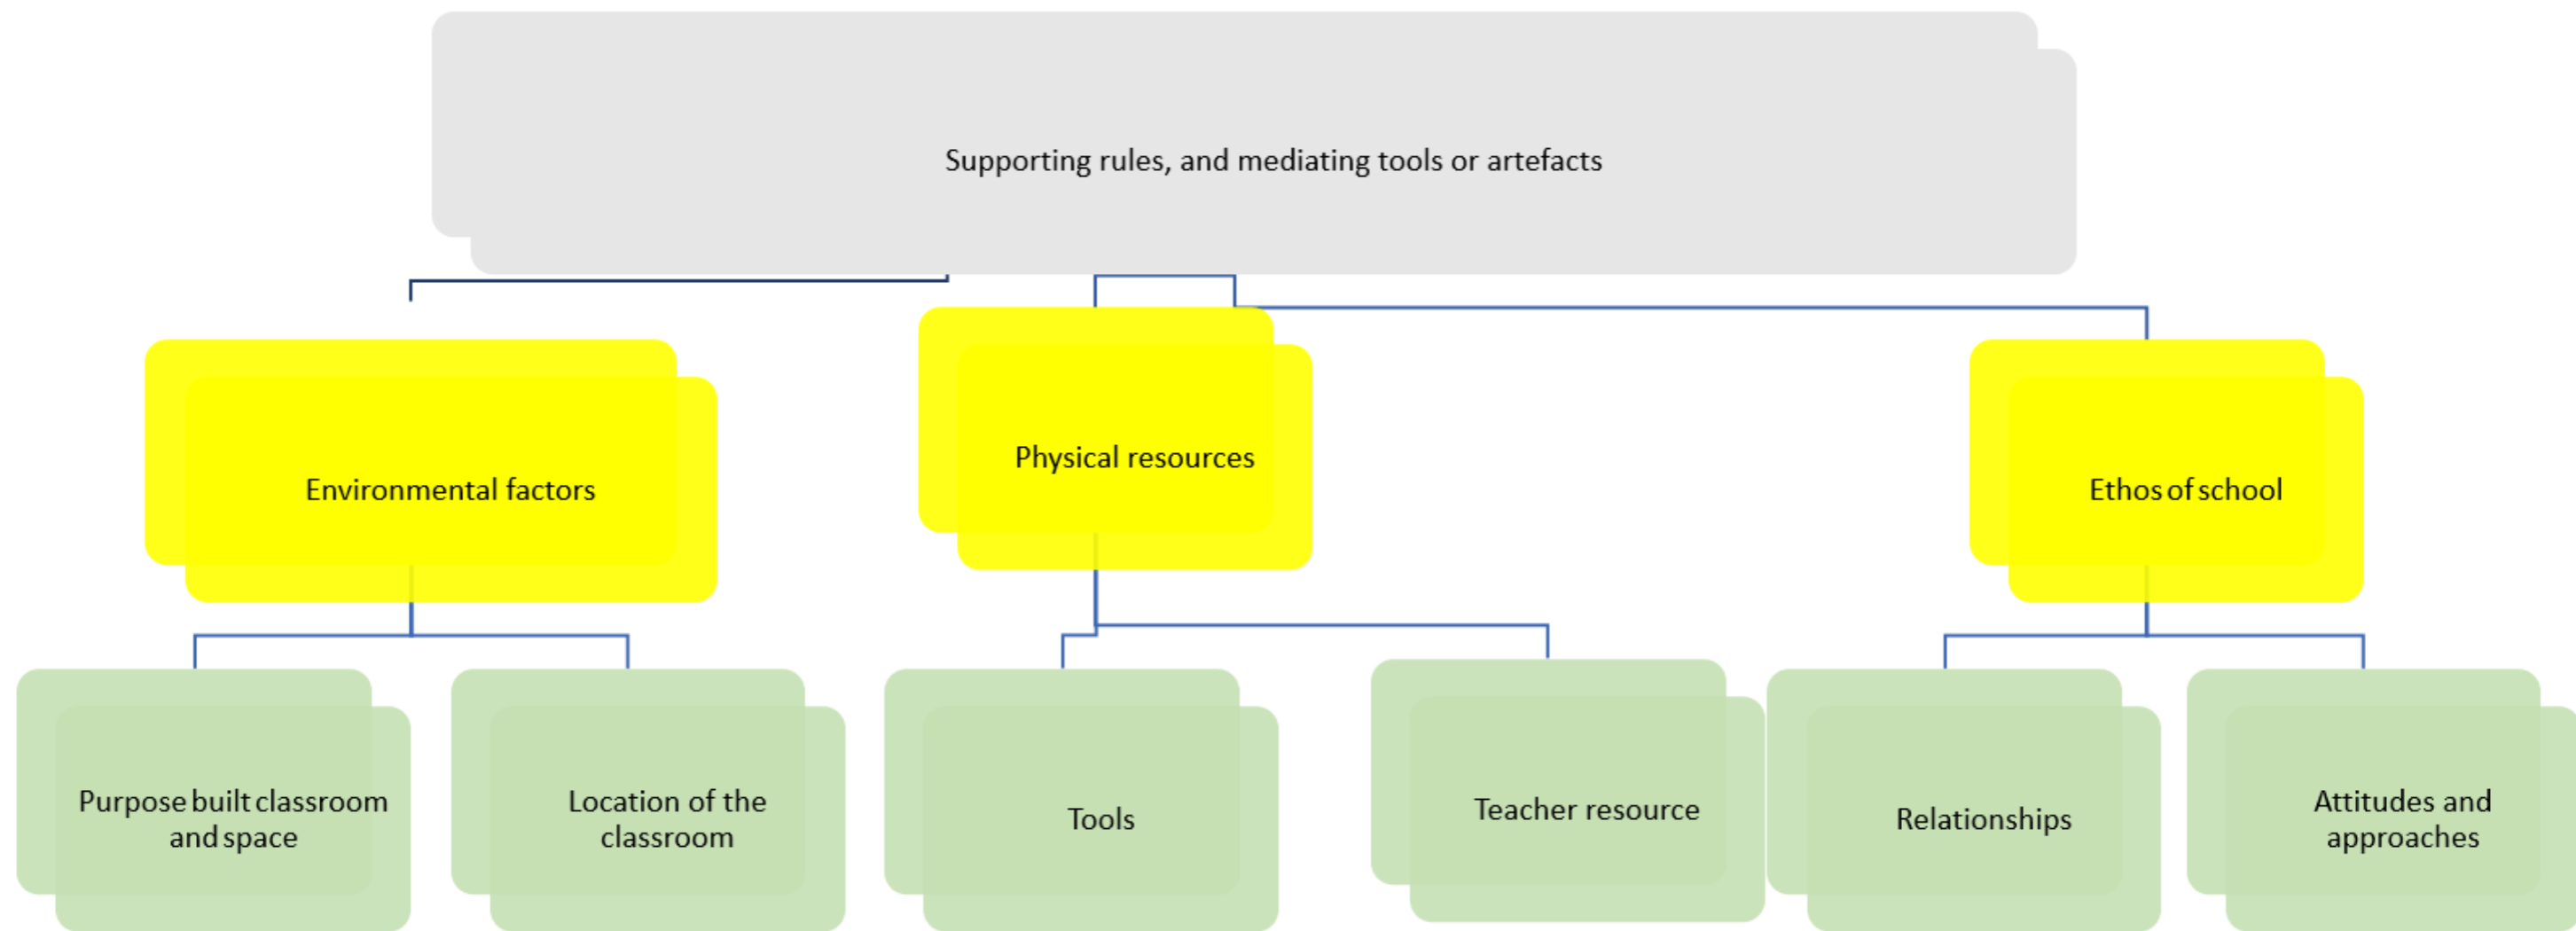 Supporting rules, and mediating tools or artefacts
Environmental factors
Physical resources
Ethos of school
Purpose built classroom
and space
Location of the
classroom
Tools
Teacher resource
Relationships
Attitudes and
approaches